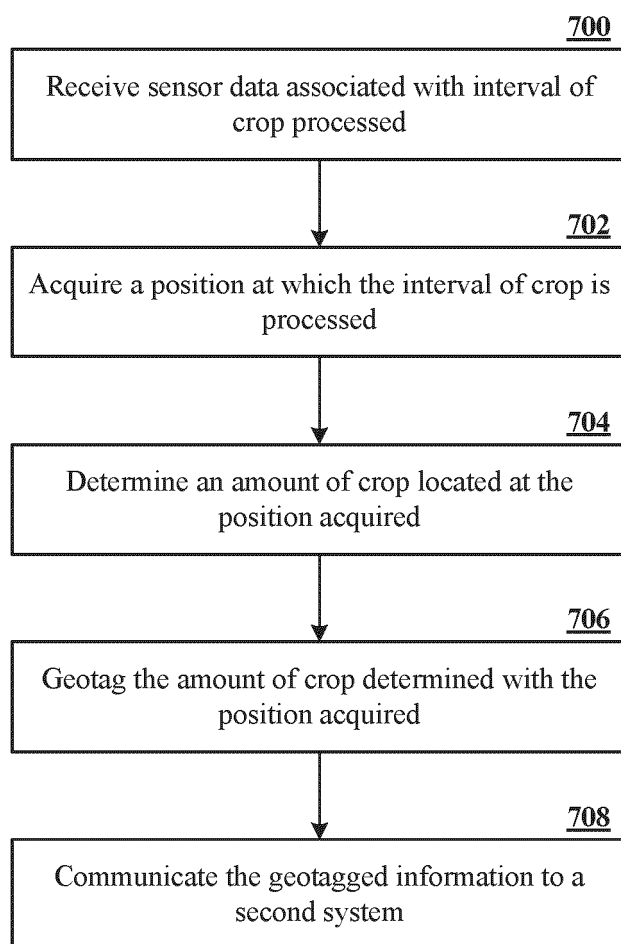 700
Receive sensor data associated with interval of
crop processed
702
Acquire a position at which the interval of crop is
processed
704
Determine an amount of crop located at the
position acquired
706
Geotag the amount of crop determined with the
position acquired
708
Communicate the geotagged information to a
second system